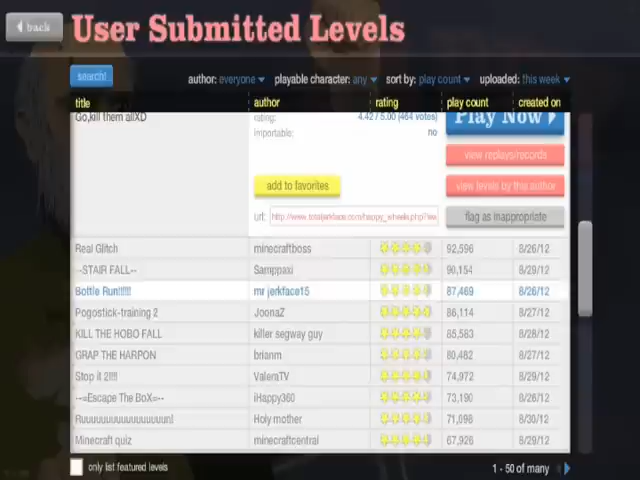 back
User Submitted Levels
search!
author: everyone
playable character: any
sort by: play count
uploaded: this week
title author rating play count created on
Go,kill them allXD
rating: 4.42 / 5.00 (464 votes)
importable: no
Play Now
view replays/records
add to favorites
view levels by this author
url: http://www.totaljerkface.com/happy_wheels.php?le
flag as inappropriate
Real Glitch minecraftboss 92,596 8/26/12
--STAIR FALL-- Samppaxi 90,154 8/29/12
Bottle Run!!!!!! mr jerkface15 87,469 8/26/12
Pogostick-training 2 JoonaZ 86,114 8/27/12
KILL THE HOBO FALL killer segway guy 85,583 8/28/12
GRAP THE HARPON brianm 80,482 8/27/12
Stop it 2!!!! ValeraTV 74,972 8/29/12
--=Escape The BoX=-- iHappy360 73,190 8/28/12
Ruuuuuuuuuuuuuuuun! Holy mother 71,698 8/30/12
Minecraft quiz minecraftcentral 67,926 8/29/12
only list featured levels
1 - 50 of many